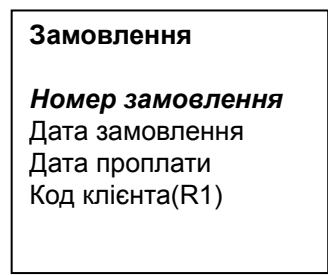 Замовлення
Номер замовлення
Дата замовлення
Дата проплати
Код клієнта(R1)